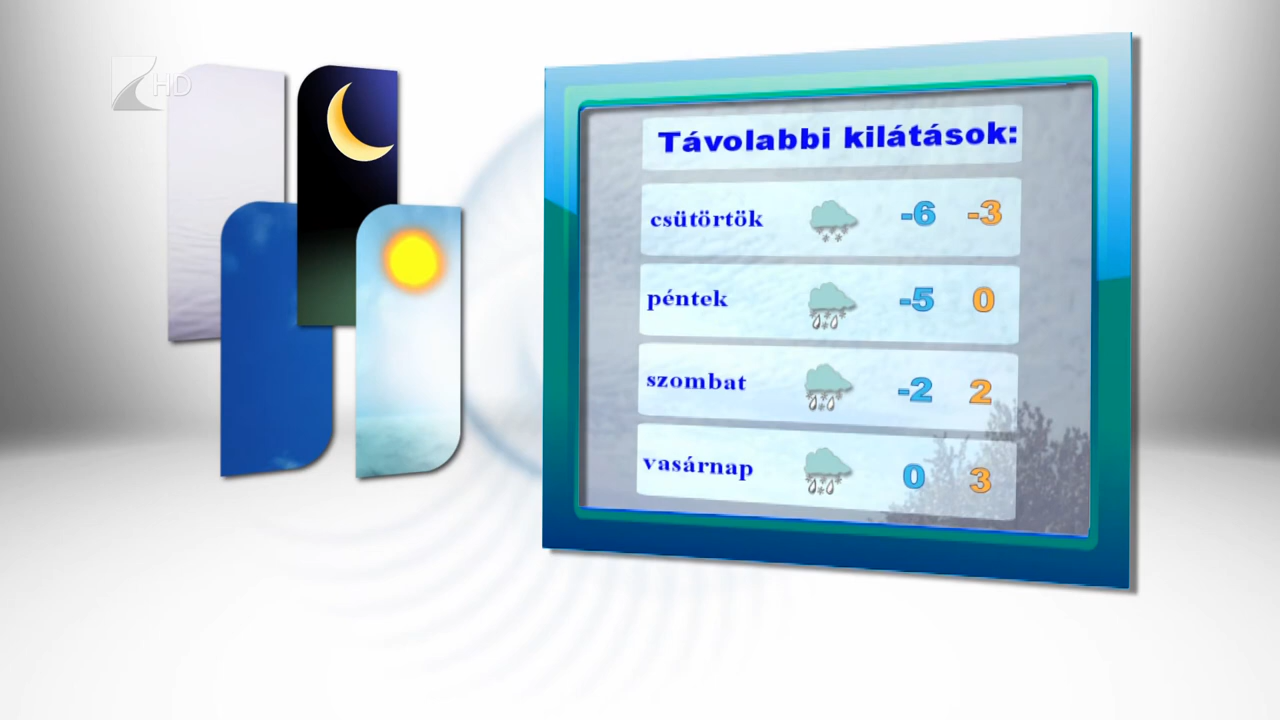 HD
Távolabbi kilátások:
csütörtök -6 -3
péntek -5 0
szombat -2 2
vasárnap 0 3